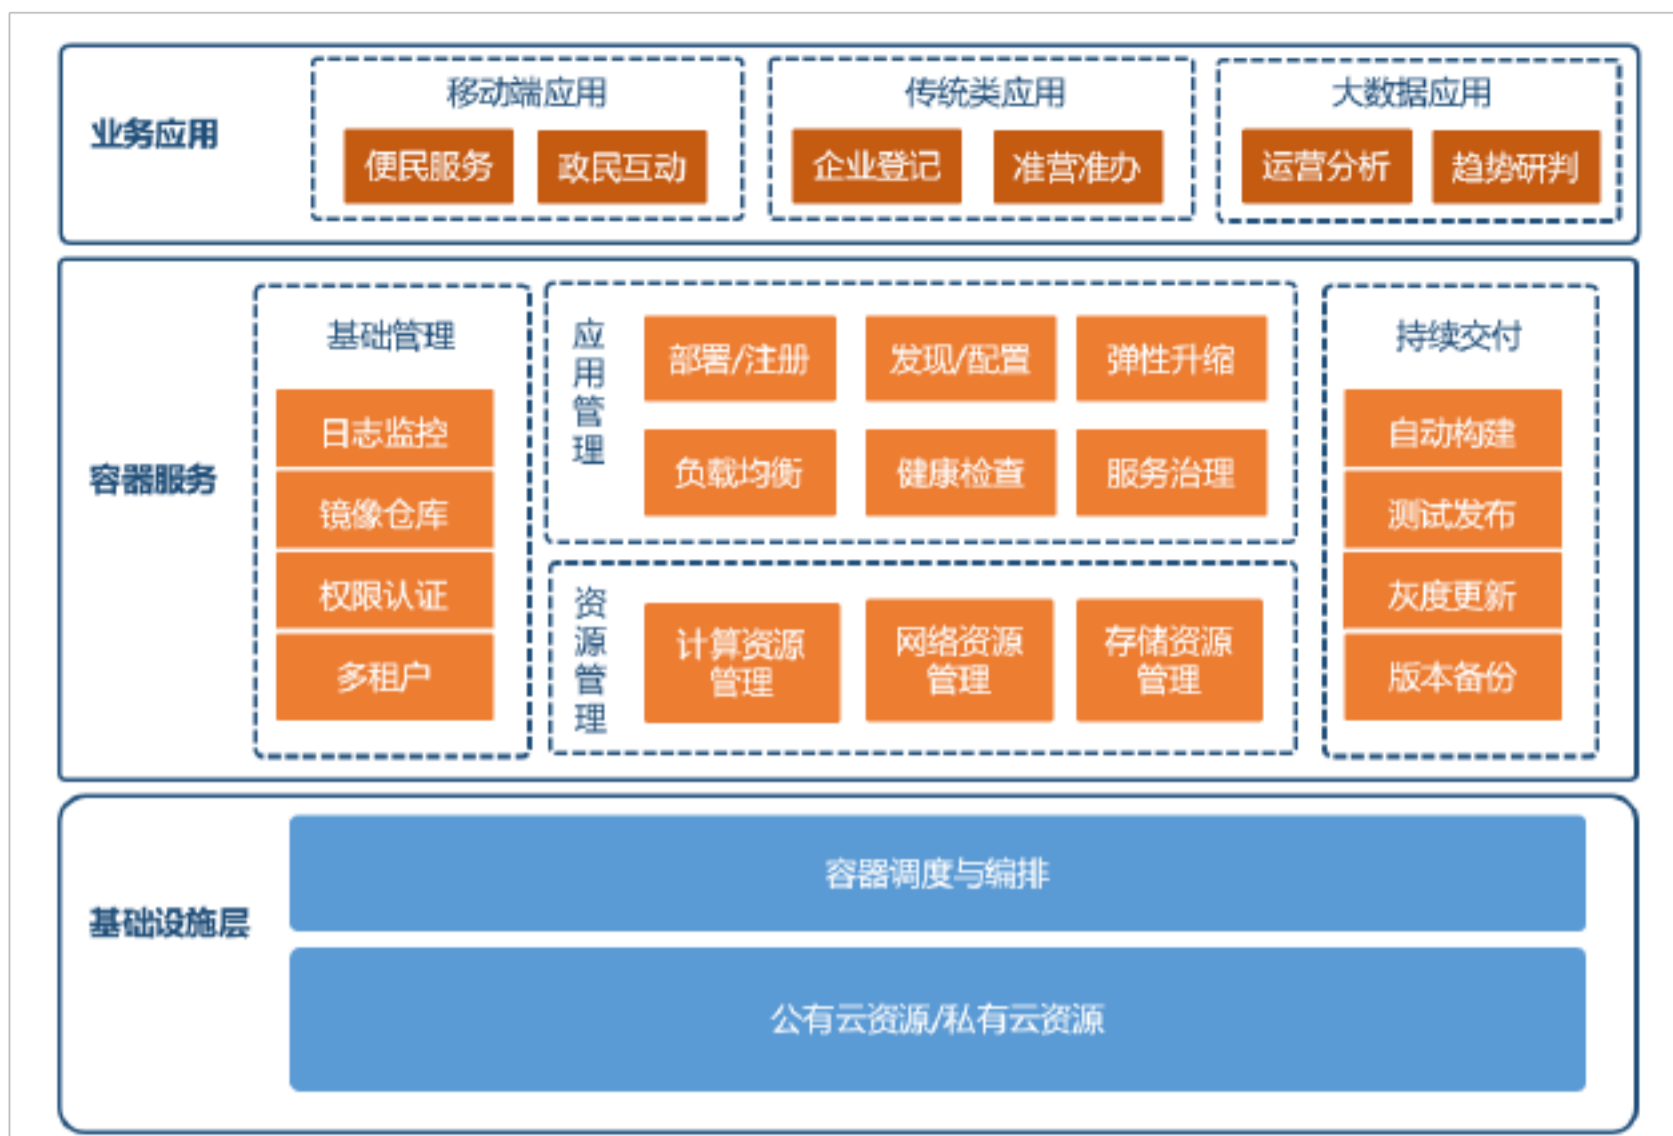 业务应用
移动端应用
便民服务
政民互动
传统类应用
企业登记
准营准办
大数据应用
运营分析
趋势研判
容器服务
基础管理
日志监控
镜像仓库
权限认证
多租户
应用管理
部署/注册
发现/配置
弹性升缩
负载均衡
健康检查
服务治理
资源管理
计算资源
管理
网络资源
管理
存储资源
管理
持续交付
自动构建
测试发布
灰度更新
版本备份
基础设施层
容器调度与编排
公有云资源/私有云资源